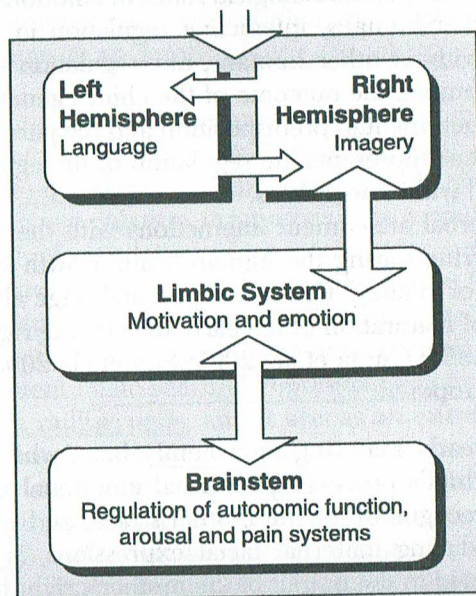 Left
Hemisphere
Language
Right
Hemisphere
Imagery
Limbic System
Motivation and emotion
Brainstem
Regulation of autonomic function,
arousal and pain systems